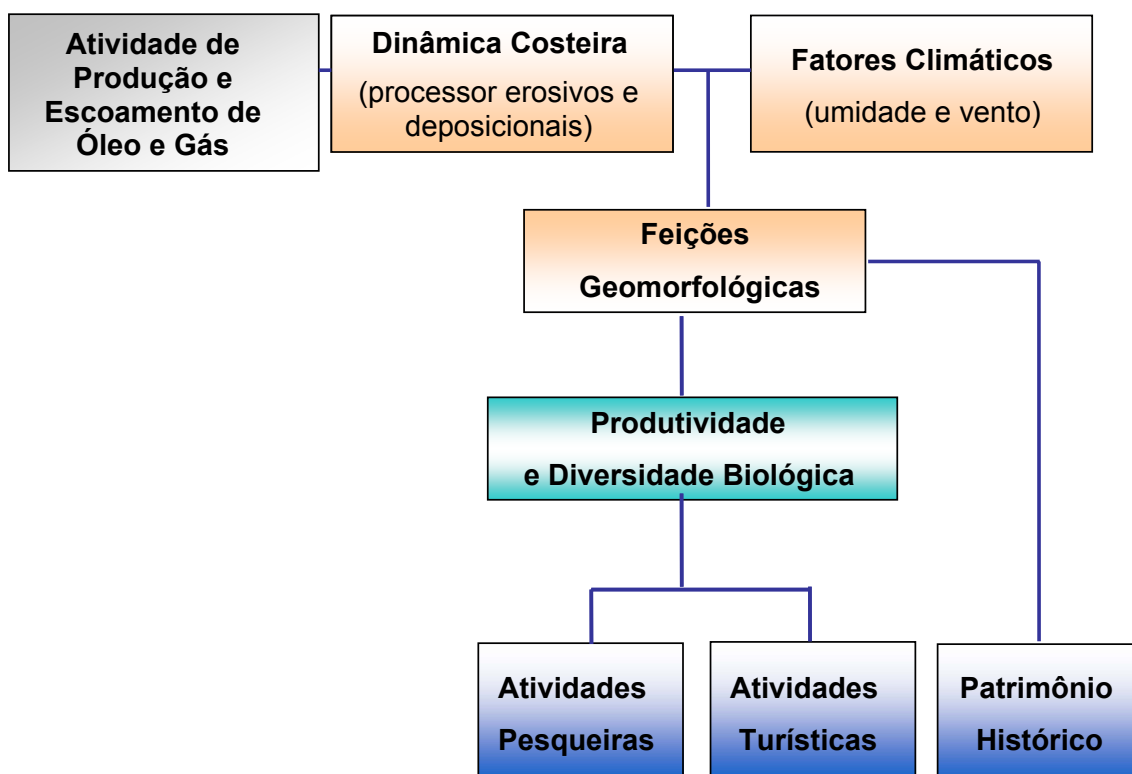 Atividade de
Produção e
Escoamento de
Óleo e Gás
Dinâmica Costeira
(processor erosivos e
deposicionais)
Fatores Climáticos
(umidade e vento)
Feições
Geomorfológicas
Produtividade
e Diversidade Biológica
Atividades
Pesqueiras
Atividades
Turísticas
Patrimônio
Histórico